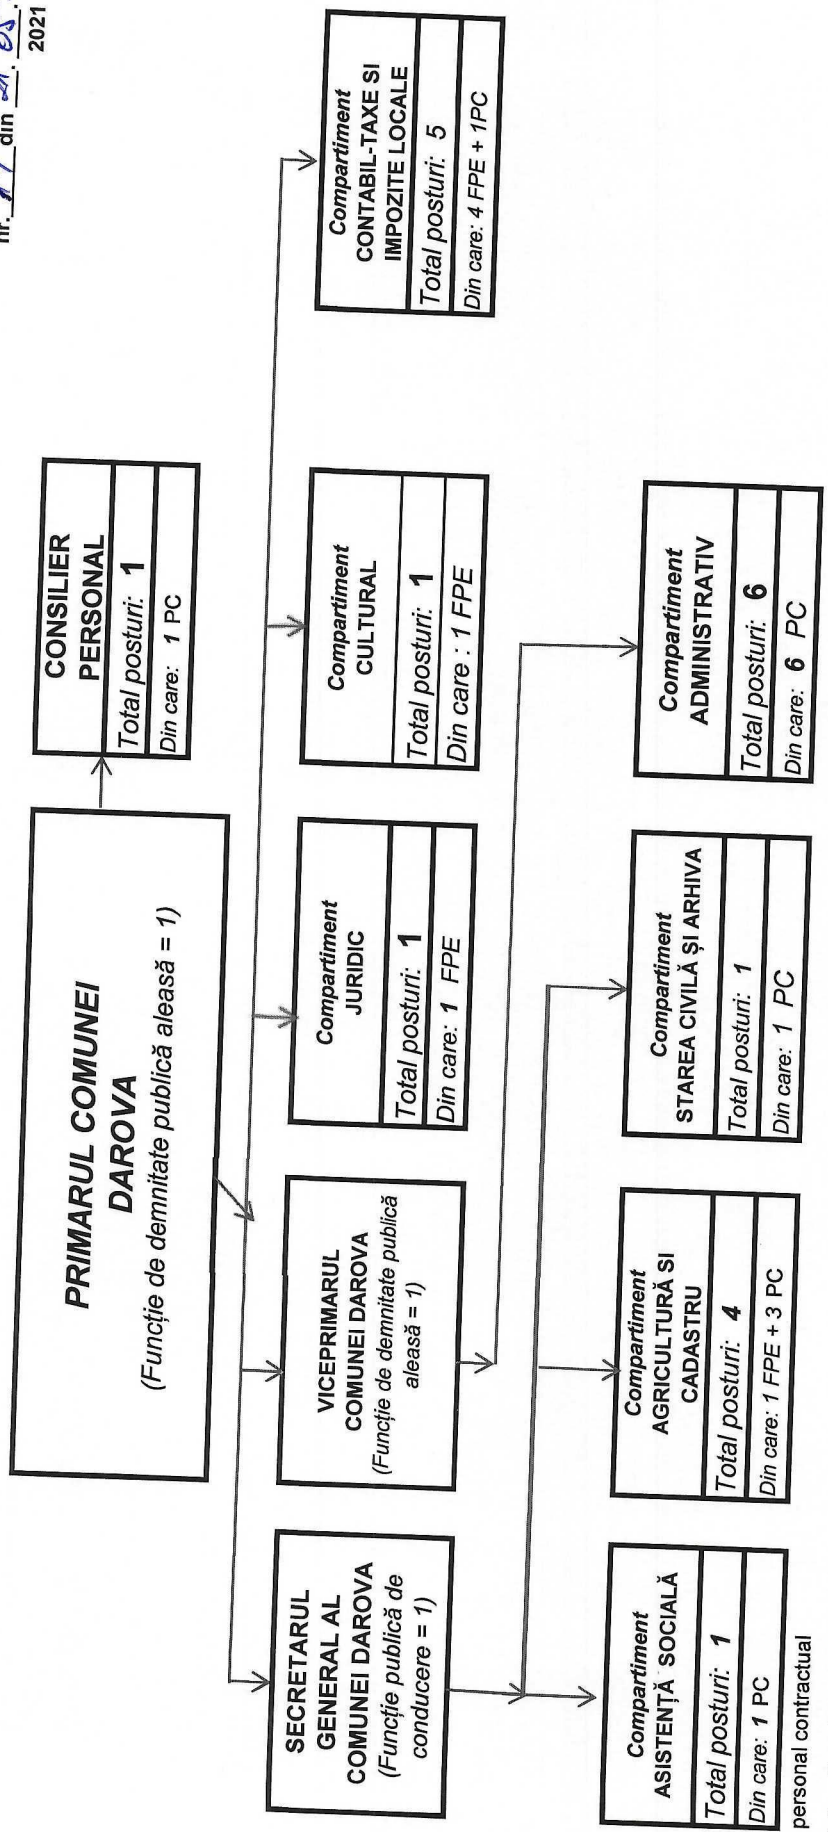 din 21. 05.
2021
PRIMARUL COMUNEI
DAROVA
(Funcție de demnitate publică aleasă = 1)
CONSILIER
PERSONAL
Total posturi: 1
Din care: 1 PC
SECRETARUL
GENERAL AL
COMUNEI DAROVA
(Funcție publică de
conducere = 1)
VICEPRIMARUL
COMUNEI DAROVA
(Funcție de demnitate publică
aleasă = 1)
Compartiment
JURIDIC
Total posturi: 1
Din care: 1 FPE
Compartiment
CULTURAL
Total posturi: 1
Din care : 1 FPE
Compartiment
CONTABIL-TAXE SI
IMPOZITE LOCALE
Total posturi: 5
Din care: 4 FPE + 1PC
Compartiment
ASISTENȚĂ SOCIALĂ
Total posturi: 1
Din care: 1 PC
Compartiment
AGRICULTURĂ SI
CADASTRU
Total posturi: 4
Din care: 1 FPE + 3 PC
Compartiment
STAREA CIVILĂ ȘI ARHIVA
Total posturi: 1
Din care: 1 PC
Compartiment
ADMINISTRATIV
Total posturi: 6
Din care: 6 PC
personal contractual